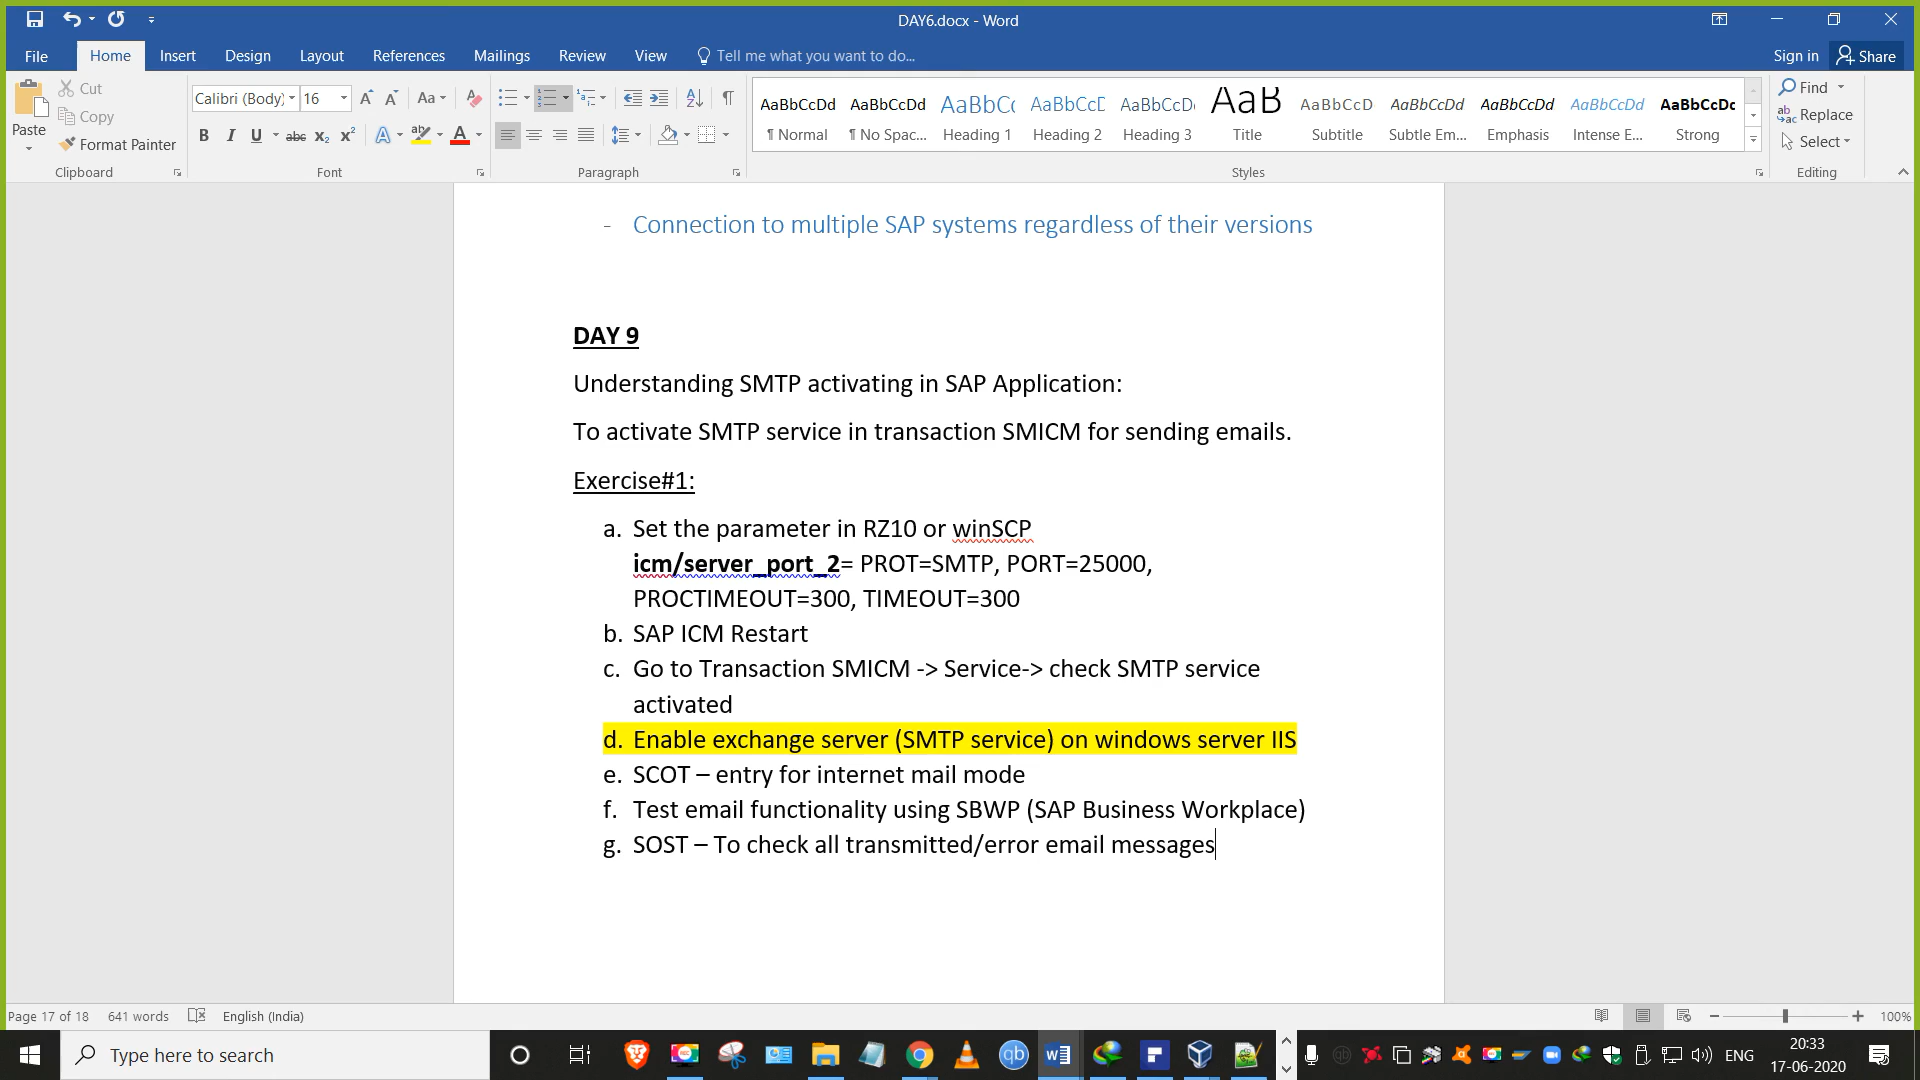 DAY6.docx - Word
File Home Insert Design Layout References Mailings Review View Tell me what you want to do... Sign in Share
Paste
Cut
Copy
Format Painter
Clipboard
Calibri (Body) 16
Font
Paragraph
AaBbCcDd AaBbCcDd AaBbCc AaBbCcD AaBbCcDc AaB AaBbCcD AaBbCcDd AaBbCcDd AaBbCcDd AaBbCcDc
¶ Normal ¶ No Spac... Heading 1 Heading 2 Heading 3 Title Subtitle Subtle Em... Emphasis Intense E... Strong
Styles
Find
Replace
Select
Editing
- Connection to multiple SAP systems regardless of their versions
DAY 9
Understanding SMTP activating in SAP Application:
To activate SMTP service in transaction SMICM for sending emails.
Exercise#1:
a. Set the parameter in RZ10 or winSCP
icm/server_port_2= PROT=SMTP, PORT=25000,
PROCTIMEOUT=300, TIMEOUT=300
b. SAP ICM Restart
c. Go to Transaction SMICM -> Service-> check SMTP service
activated
d. Enable exchange server (SMTP service) on windows server IIS
e. SCOT – entry for internet mail mode
f. Test email functionality using SBWP (SAP Business Workplace)
g. SOST – To check all transmitted/error email messages
Page 17 of 18 641 words English (India) 100%
Type here to search
ENG
20:33
17-06-2020